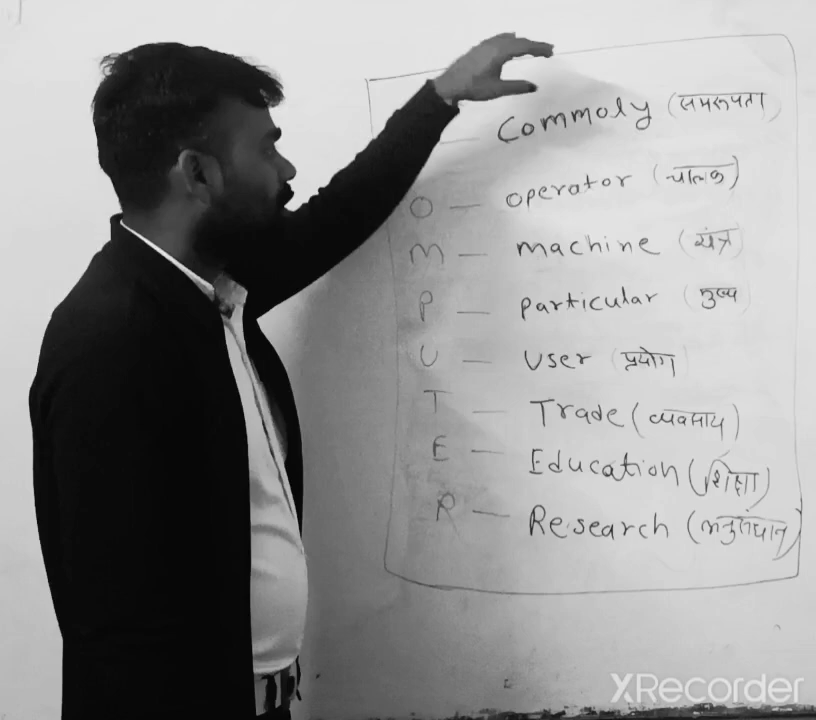 — Commoly (समरूपता)
O — operator (चालक)
M — machine (यंत्र)
P — particular (मुख्य)
U — User (प्रयोग)
T — Trade (व्यवसाय)
E — Education (शिक्षा)
R — Research (अनुसंधान)
XRecorder